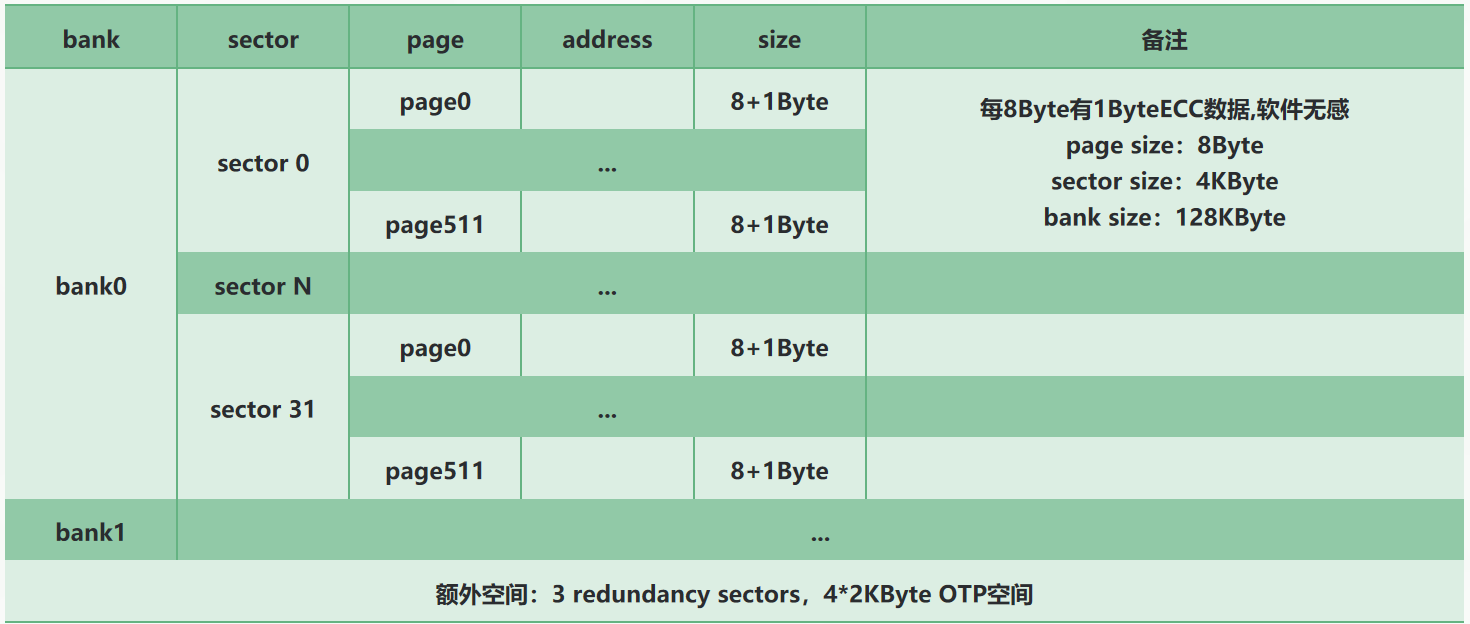 bank sector page address size 备注
page0 8+1Byte
每8Byte有1ByteECC数据,软件无感
page size：8Byte
sector 0 ...
sector size：4KByte
bank size：128KByte
page511 8+1Byte
bank0 sector N ...
page0 8+1Byte
sector 31 ...
page511 8+1Byte
bank1 ...
额外空间：3 redundancy sectors，4*2KByte OTP空间